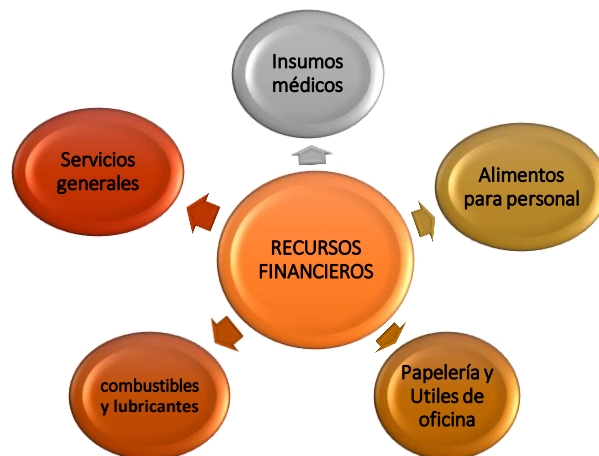 Insumos
médicos
Servicios
generales
Alimentos
para personal
RECURSOS
FINANCIEROS
combustibles
y lubricantes
Papelería y
Utiles de
oficina